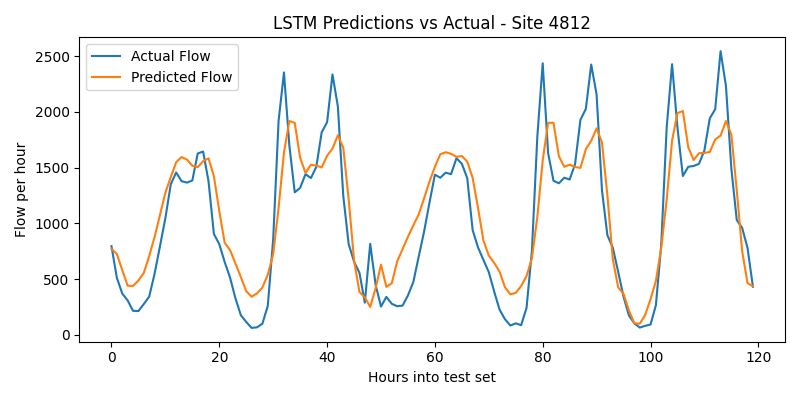 LSTM Predictions vs Actual - Site 4812
Actual Flow
Predicted Flow
Flow per hour
2500
2000
1500
1000
500
0
0 20 40 60 80 100 120
Hours into test set